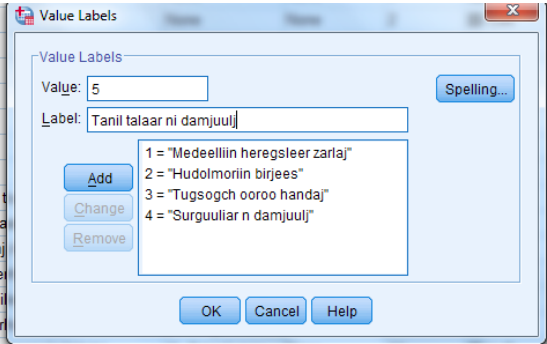 Value Labels
Value Labels
Value: 5
Spelling...
Label: Tanil talaar ni damjuulj
1 = "Medeelliin heregsleer zarlaj"
2 = "Hudolmoriin birjees"
3 = "Tugsogch ooroo handaj"
4 = "Surguuliar n damjuulj"
Add
Change
Remove
OK Cancel Help